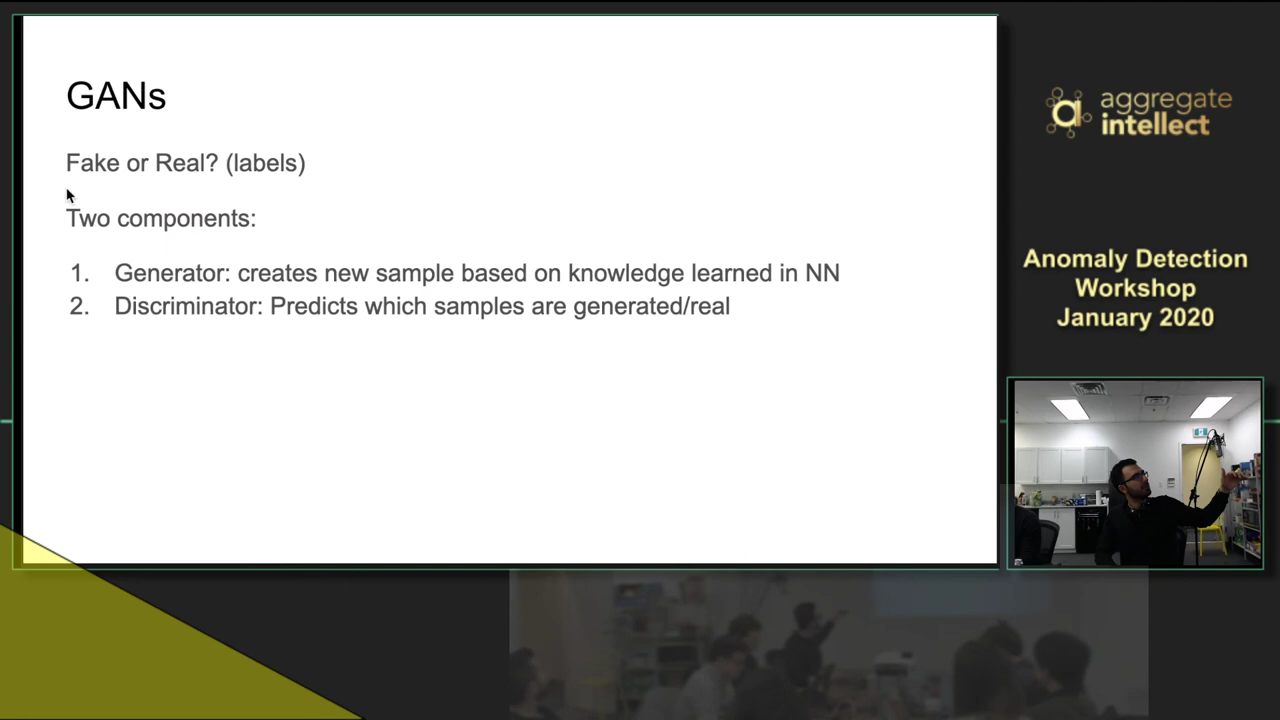 GANs
Fake or Real? (labels)
Two components:
1. Generator: creates new sample based on knowledge learned in NN
2. Discriminator: Predicts which samples are generated/real
aggregate
intellect
Anomaly Detection
Workshop
January 2020